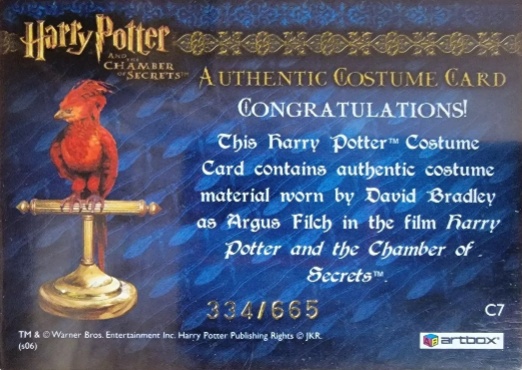 Harry Potter
AND THE
CHAMBER
OF SECRETS™
AUTHENTIC COSTUME CARD
CONGRATULATIONS!
This Harry Potter™ Costume
Card contains authentic costume
material worn by David Bradley
as Argus Filch in the film Harry
Potter and the Chamber of
Secrets™.
334/665
C7
TM & © Warner Bros. Entertainment Inc. Harry Potter Publishing Rights © JKR.
(s06)
artbox